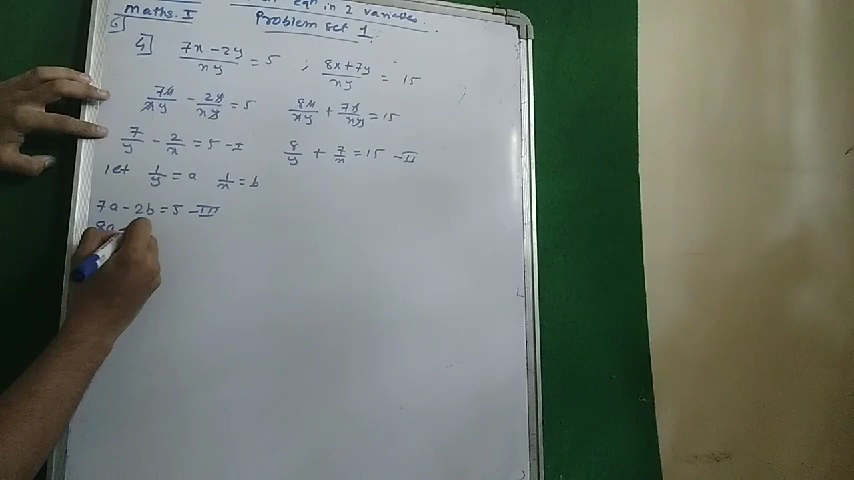 maths.I eqn in 2 variables.
Problem set 1.
6]
4] 7x-2y/xy = 5 ; 8x+7y/xy = 15
7x/xy - 2y/xy = 5 8x/xy + 7y/xy = 15
7/y - 2/x = 5 - I 8/y + 7/x = 15 - II
let 1/y = a 1/x = b
7a - 2b = 5 - III
8a